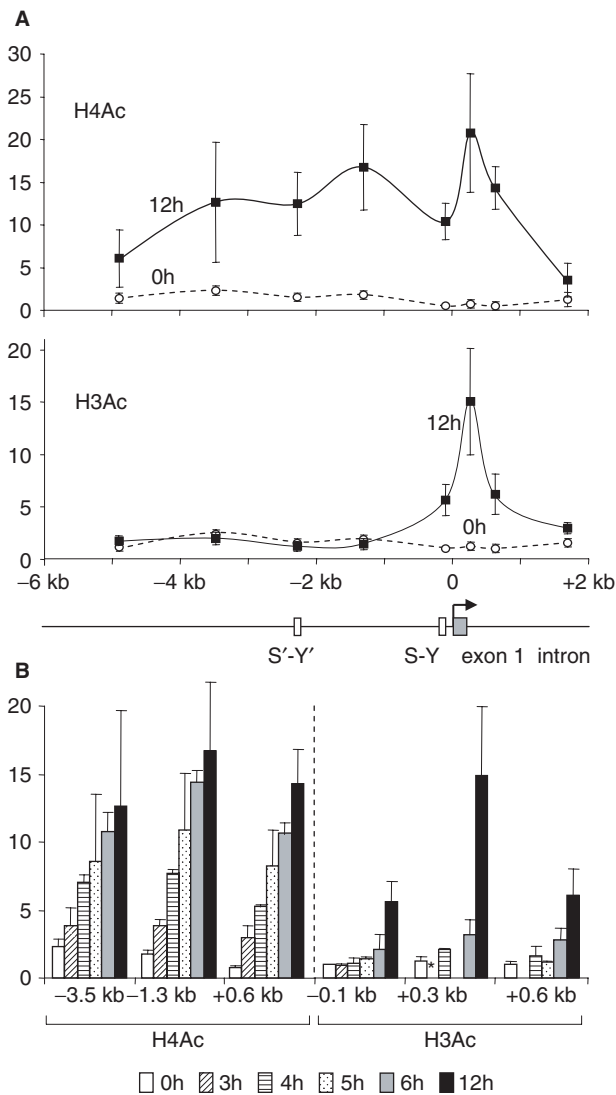 A
30
25
20
15
10
5
0
H4Ac
12h
0h
20
15
10
5
0
H3Ac
12h
0h
−6 kb −4 kb −2 kb 0 +2 kb
S′-Y′ S-Y exon 1 intron
B
20
15
10
5
0
*
−3.5 kb −1.3 kb +0.6 kb −0.1 kb +0.3 kb +0.6 kb
H4Ac H3Ac
0h 3h 4h 5h 6h 12h